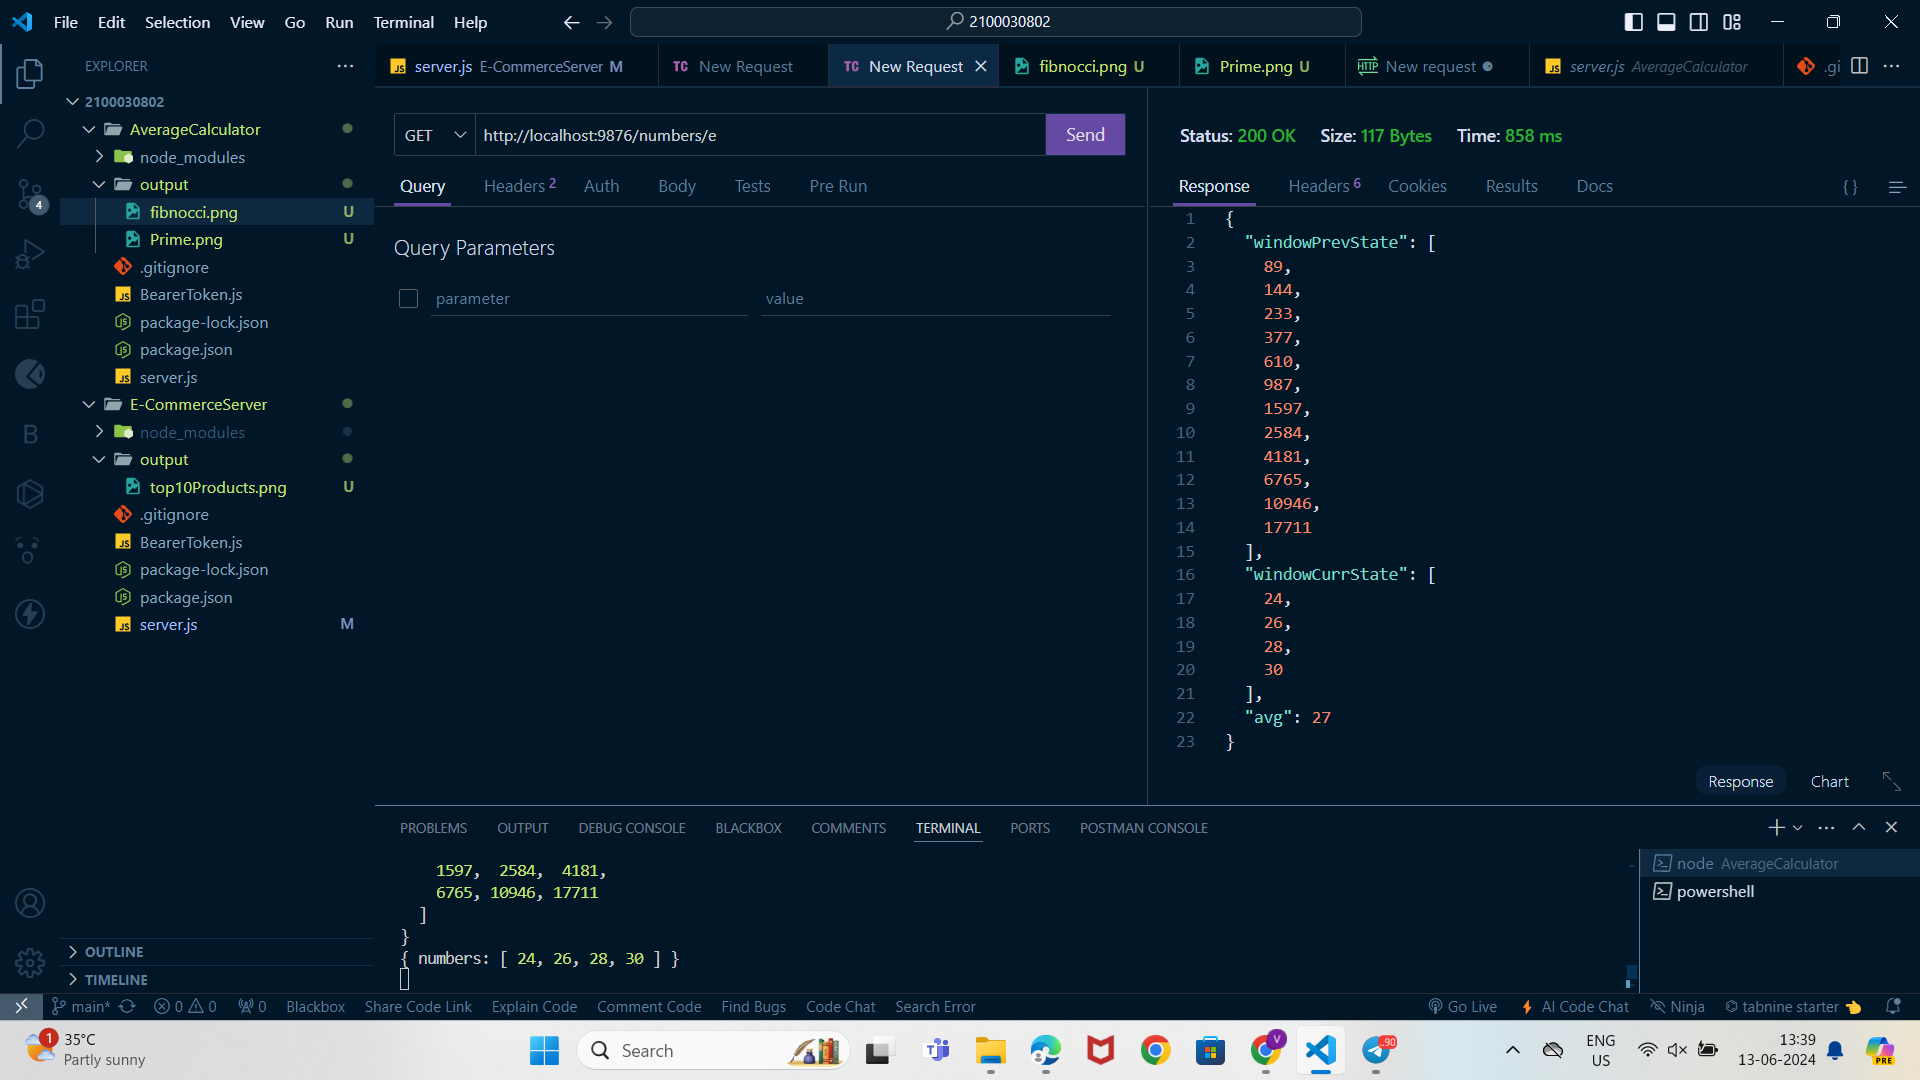 File Edit Selection View Go Run Terminal Help
2100030802
EXPLORER
2100030802
AverageCalculator
node_modules
output
fibnocci.png U
Prime.png U
.gitignore
BearerToken.js
package-lock.json
package.json
server.js
E-CommerceServer
node_modules
output
top10Products.png U
.gitignore
BearerToken.js
package-lock.json
package.json
server.js M
OUTLINE
TIMELINE
4
B
JS server.js E-CommerceServer M
TC New Request
TC New Request
fibnocci.png U
Prime.png U
HTTP New request
JS server.js AverageCalculator
.gi
GET http://localhost:9876/numbers/e Send
Query Headers 2 Auth Body Tests Pre Run
Query Parameters
parameter value
Status: 200 OK Size: 117 Bytes Time: 858 ms
Response Headers 6 Cookies Results Docs { }
1 {
2 "windowPrevState": [
3 89,
4 144,
5 233,
6 377,
7 610,
8 987,
9 1597,
10 2584,
11 4181,
12 6765,
13 10946,
14 17711
15 ],
16 "windowCurrState": [
17 24,
18 26,
19 28,
20 30
21 ],
22 "avg": 27
23 }
Response Chart
PROBLEMS OUTPUT DEBUG CONSOLE BLACKBOX COMMENTS TERMINAL PORTS POSTMAN CONSOLE
1597, 2584, 4181,
6765, 10946, 17711
]
}
{ numbers: [ 24, 26, 28, 30 ] }
node AverageCalculator
powershell
main* 0 0 0 Blackbox Share Code Link Explain Code Comment Code Find Bugs Code Chat Search Error Go Live AI Code Chat Ninja tabnine starter
1 35°C
Partly sunny
Search
V
90
ENG
US
13:39
13-06-2024
PRE